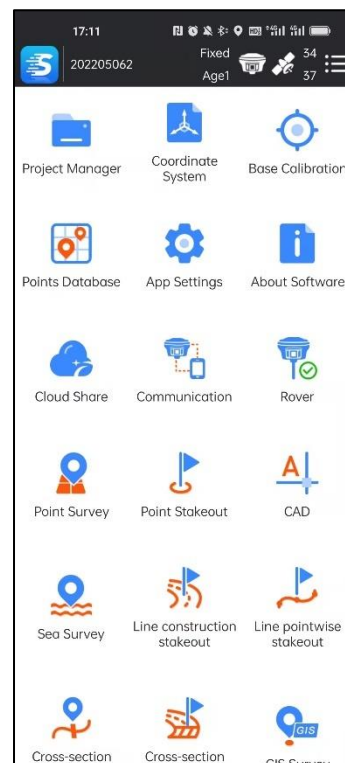 17:11
Fixed 34
202205062
Age1 37
Project Manager
Coordinate
System
Base Calibration
Points Database
App Settings
About Software
Cloud Share
Communication
Rover
Point Survey
Point Stakeout
A
CAD
Sea Survey
Line construction
stakeout
Line pointwise
stakeout
GIS
Cross-section
Cross-section
GIS Survey